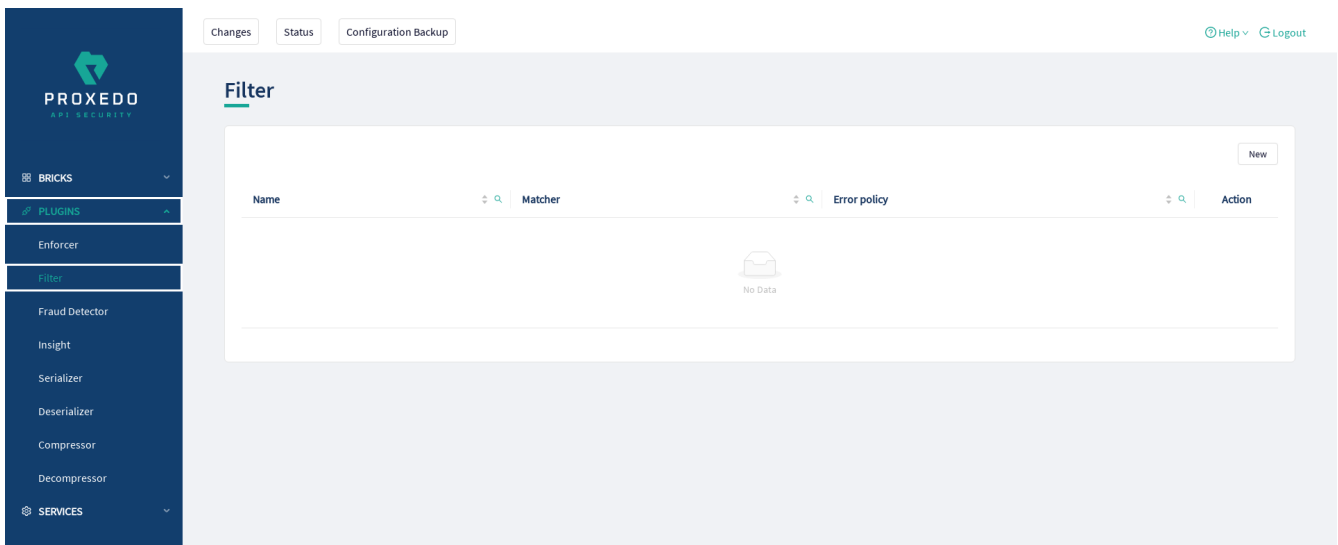 Changes
Status
Configuration Backup
Help
Logout
PROXEDO
API SECURITY
BRICKS
PLUGINS
Enforcer
Filter
Fraud Detector
Insight
Serializer
Deserializer
Compressor
Decompressor
SERVICES
Filter
New
Name
Matcher
Error policy
Action
No Data